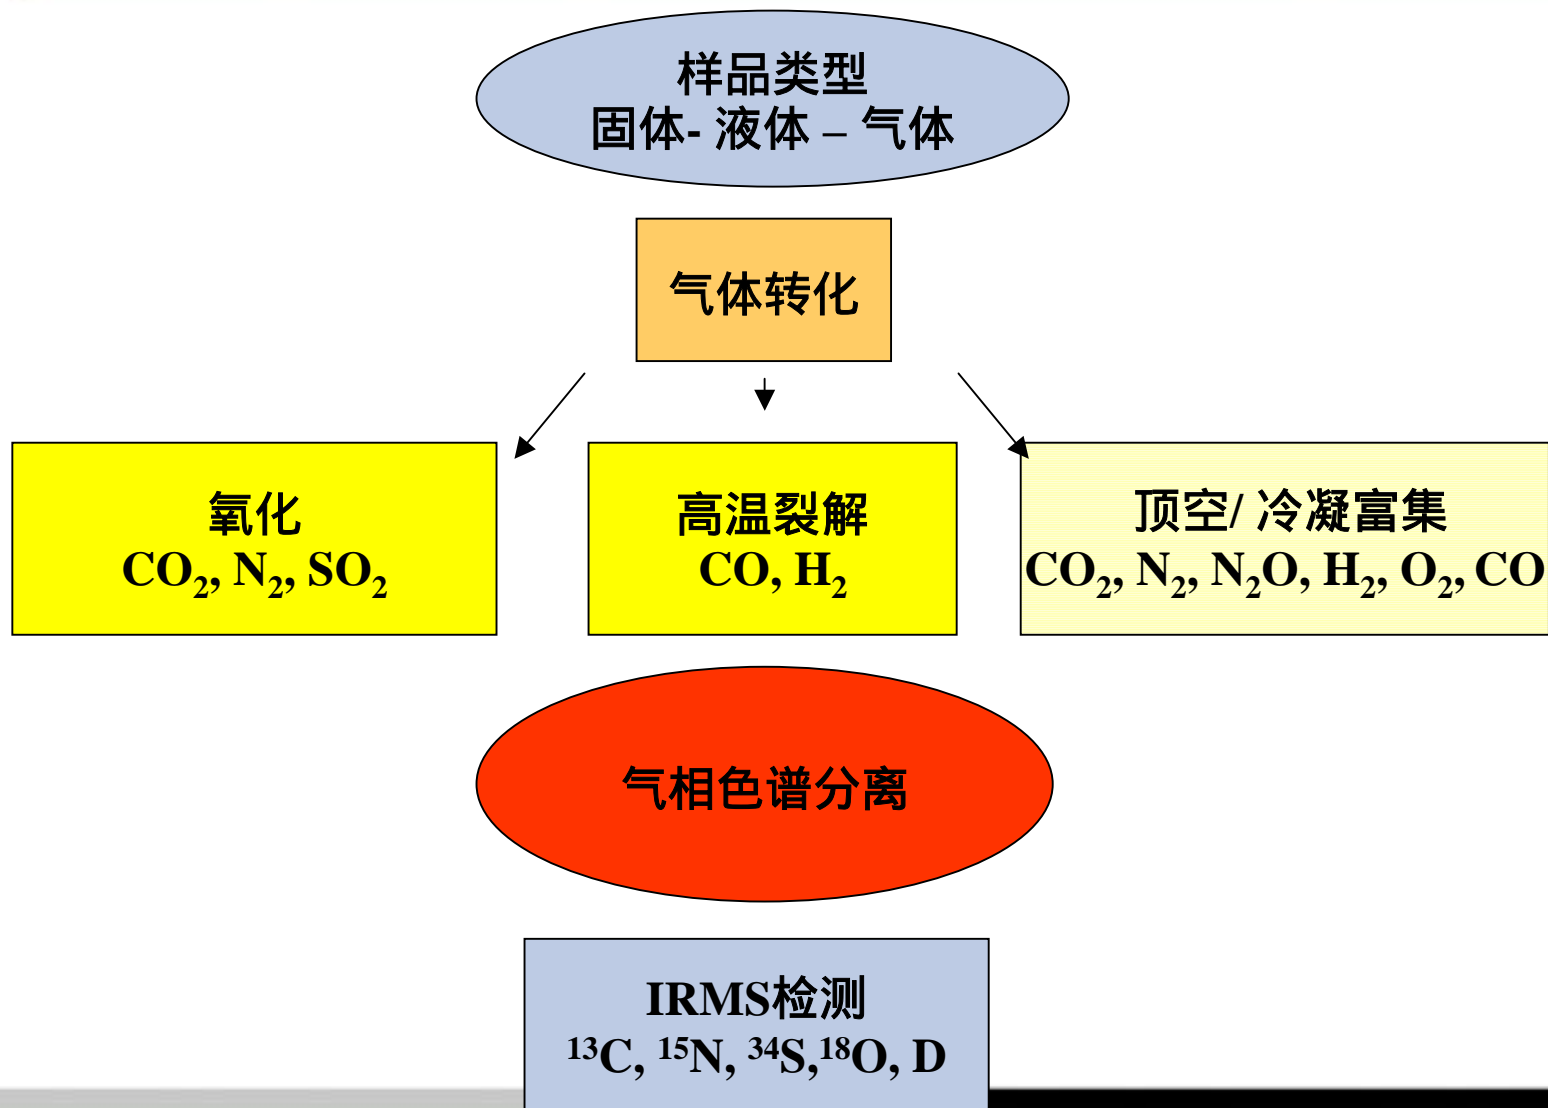 样品类型
固体- 液体 – 气体
气体转化
氧化
CO₂, N₂, SO₂
高温裂解
CO, H₂
顶空/ 冷凝富集
CO₂, N₂, N₂O, H₂, O₂, CO
气相色谱分离
IRMS检测
¹³C, ¹⁵N, ³⁴S,¹⁸O, D